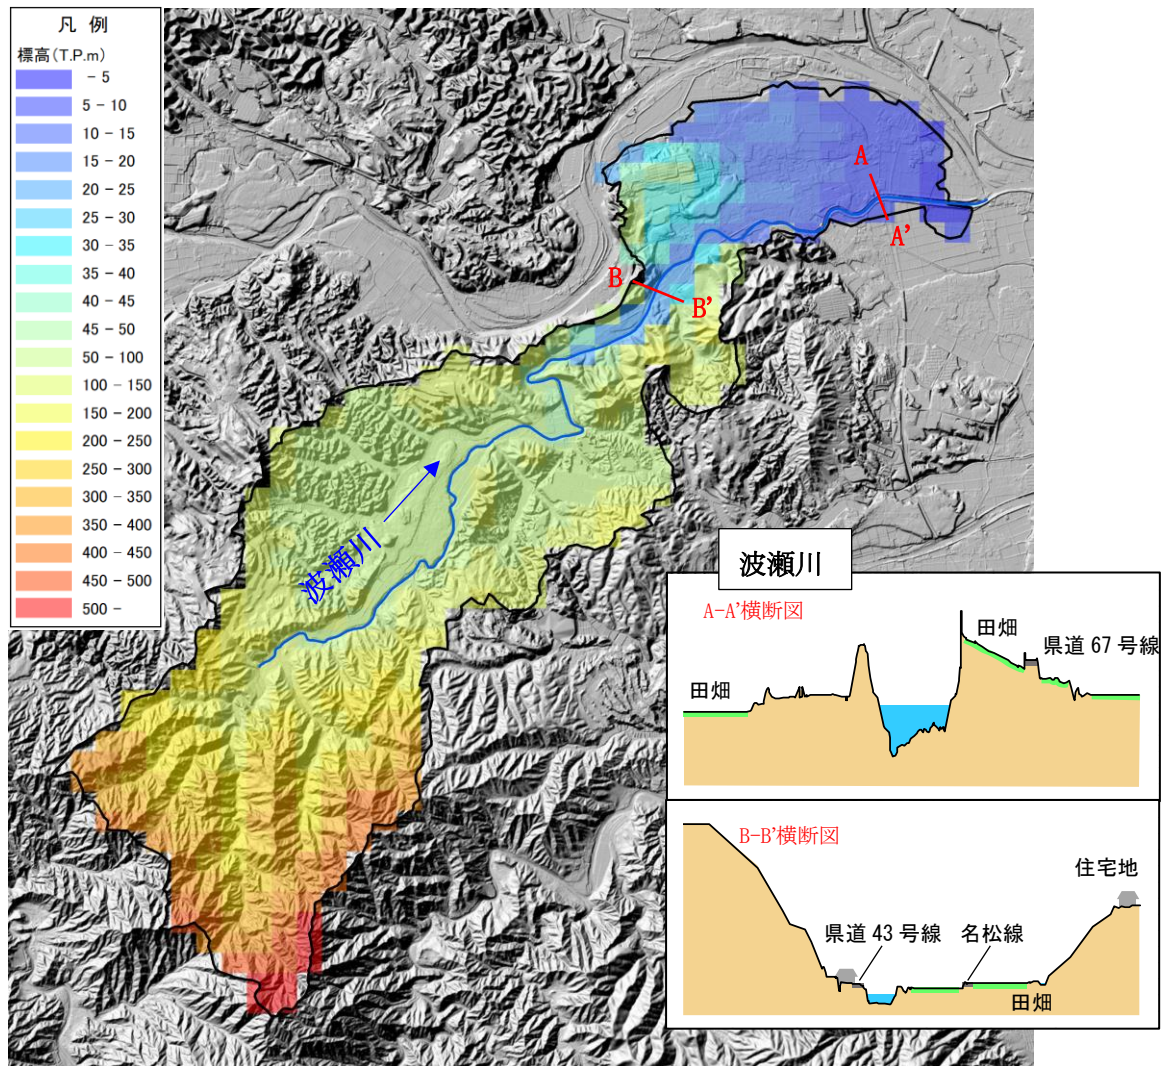 凡 例
標高(T.P.m)
- 5
5 - 10
10 - 15
15 - 20
20 - 25
25 - 30
30 - 35
35 - 40
40 - 45
45 - 50
50 - 100
100 - 150
150 - 200
200 - 250
250 - 300
300 - 350
350 - 400
400 - 450
450 - 500
500 -
A
A'
B
B'
波瀬川
波瀬川
A-A'横断図
田畑
県道 67 号線
田畑
B-B'横断図
住宅地
県道 43 号線
名松線
田畑